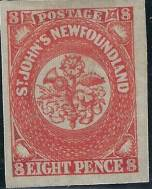 8 POSTAGE 8
ST. JOHN'S NEWFOUNDLAND
8 EIGHT PENCE 8